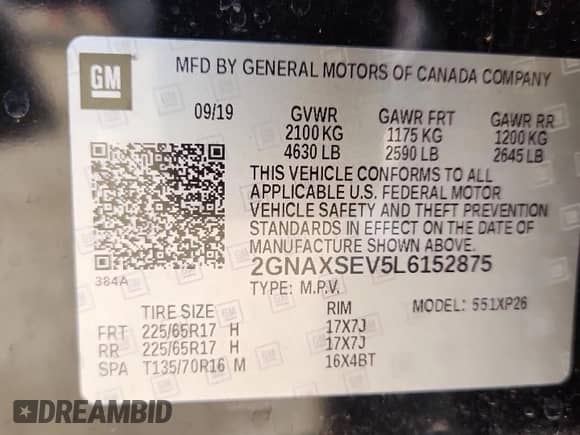 GM
MFD BY GENERAL MOTORS OF CANADA COMPANY
09/19 GVWR GAWR FRT GAWR RR
2100 KG 1175 KG 1200 KG
4630 LB 2590 LB 2645 LB
THIS VEHICLE CONFORMS TO ALL
APPLICABLE U.S. FEDERAL MOTOR
VEHICLE SAFETY AND THEFT PREVENTION
STANDARDS IN EFFECT ON THE DATE OF
MANUFACTURE SHOWN ABOVE.
384A 2GNAXSEV5L6152875
TYPE: M.P.V. MODEL: 551XP26
TIRE SIZE RIM
FRT 225/65R17 H 17X7J
RR 225/65R17 H 17X7J
SPA T135/70R16 M 16X4BT
DREAMBID